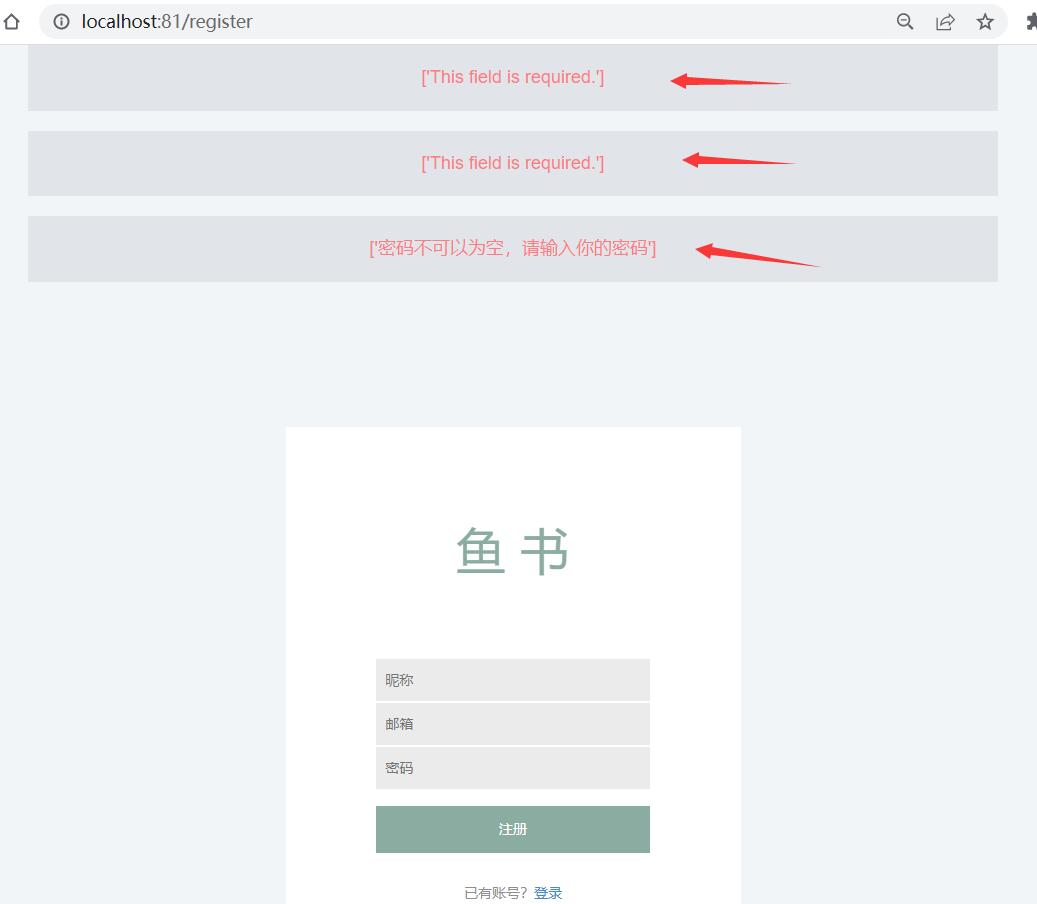 localhost:81/register
['This field is required.']
['This field is required.']
['密码不可以为空，请输入你的密码']
鱼 书
昵称
邮箱
密码
注册
已有账号？登录